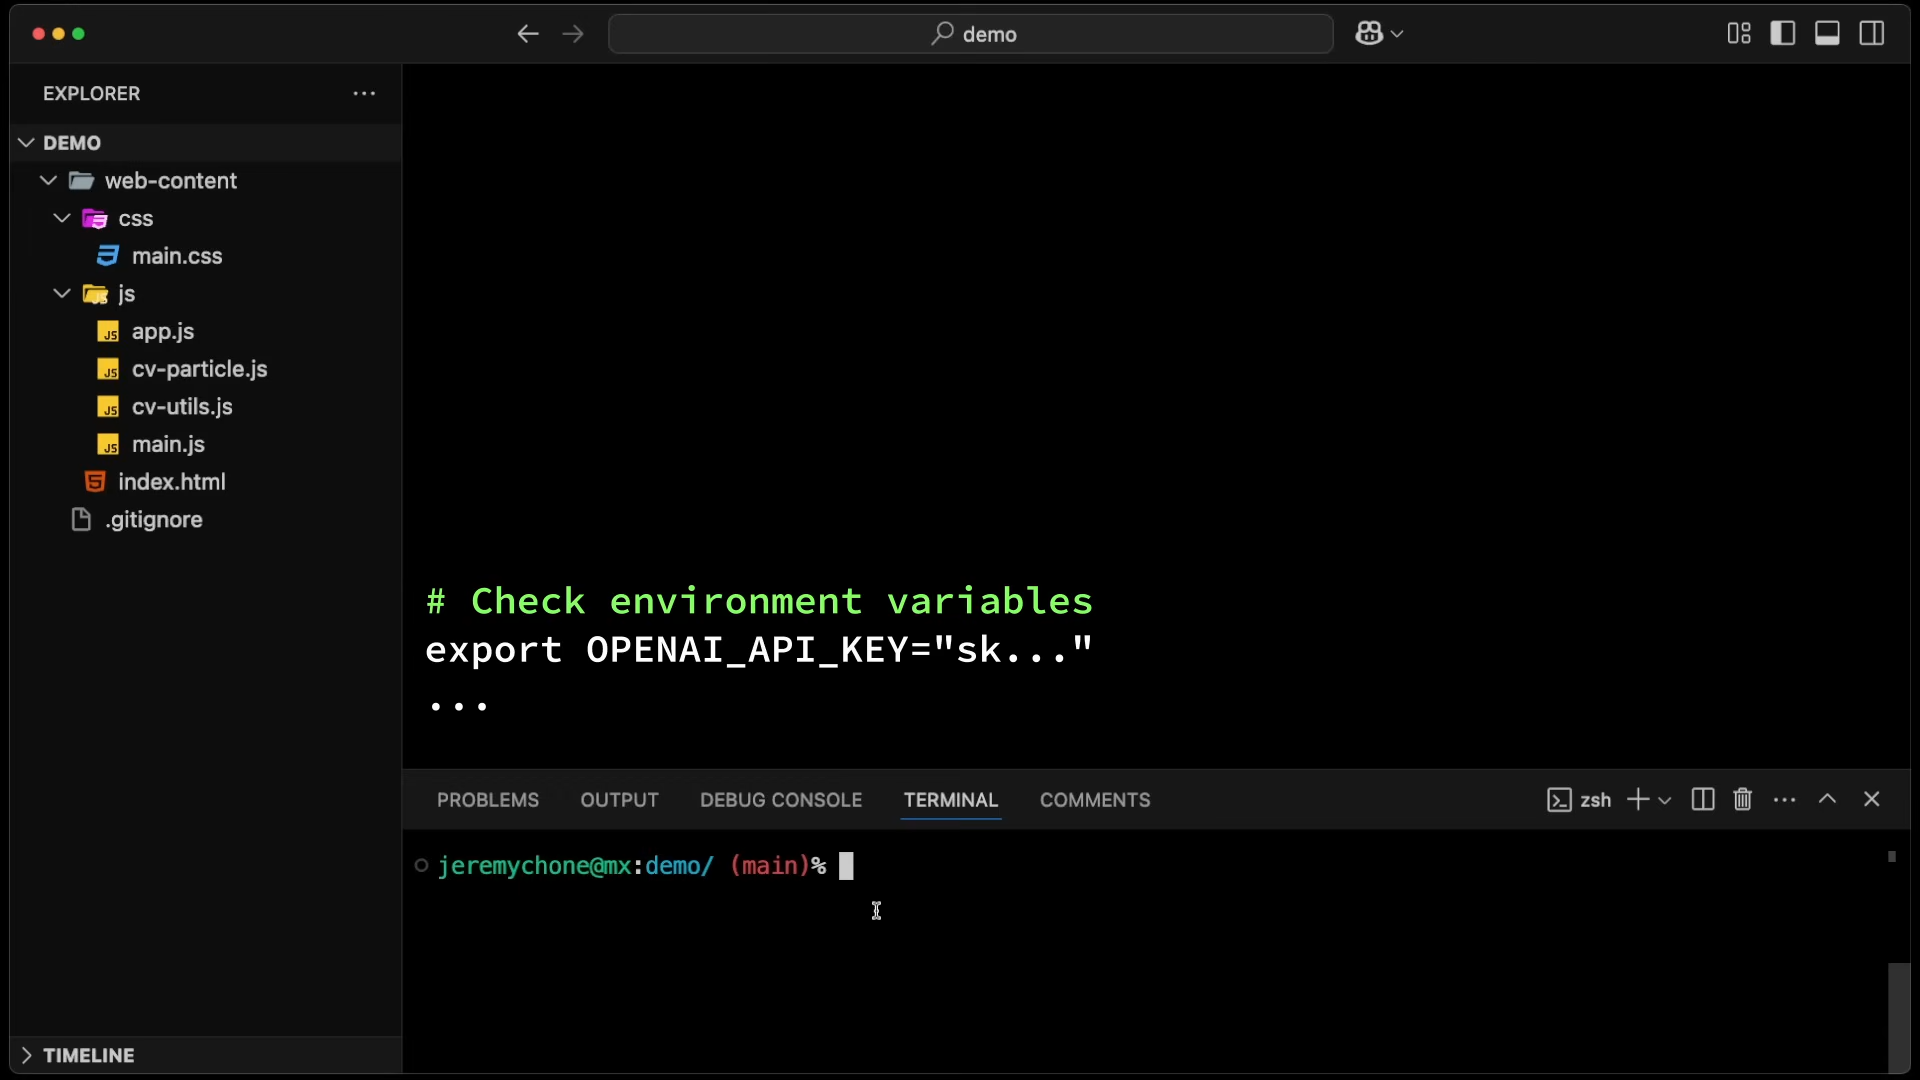 demo
EXPLORER
DEMO
web-content
css
main.css
js
app.js
cv-particle.js
cv-utils.js
main.js
index.html
.gitignore
# Check environment variables
export OPENAI_API_KEY="sk..."
...
PROBLEMS OUTPUT DEBUG CONSOLE TERMINAL COMMENTS zsh
jeremychone@mx:demo/ (main)%
TIMELINE